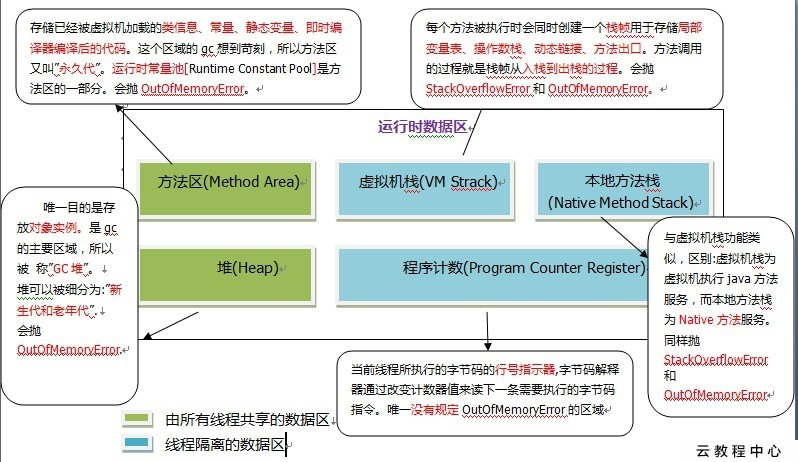 存储已经被虚拟机加载的类信息、常量、静态变量、即时编
译器编译后的代码。这个区域的 gc 想到苛刻，所以方法区
又叫”永久代”。运行时常量池[Runtime Constant Pool]是方
法区的一部分。会抛 OutOfMemoryError。
每个方法被执行时会同时创建一个栈帧用于存储局部
变量表、操作数栈、动态链接、方法出口。方法调用
的过程就是栈帧从入栈到出栈的过程。会抛
StackOverflowError 和 OutOfMemoryError。
运行时数据区
方法区(Method Area)
虚拟机栈(VM Strack)
本地方法栈
(Native Method Stack)
堆(Heap)
程序计数(Program Counter Register)
唯一目的是存
放对象实例。是 gc
的主要区域，所以
被 称”GC 堆”。
堆可以被细分为:”新
生代和老年代”.
会抛
OutOfMemoryError.
与虚拟机栈功能类
似，区别:虚拟机栈为
虚拟机执行 java 方法
服务，而本地方法栈
为 Native 方法服务。
同样抛
StackOverflowError
和
OutOfMemoryError
当前线程所执行的字节码的行号指示器,字节码解释
器通过改变计数器值来读下一条需要执行的字节码
指令。唯一没有规定 OutOfMemoryError 的区域
由所有线程共享的数据区
线程隔离的数据区
云教程中心